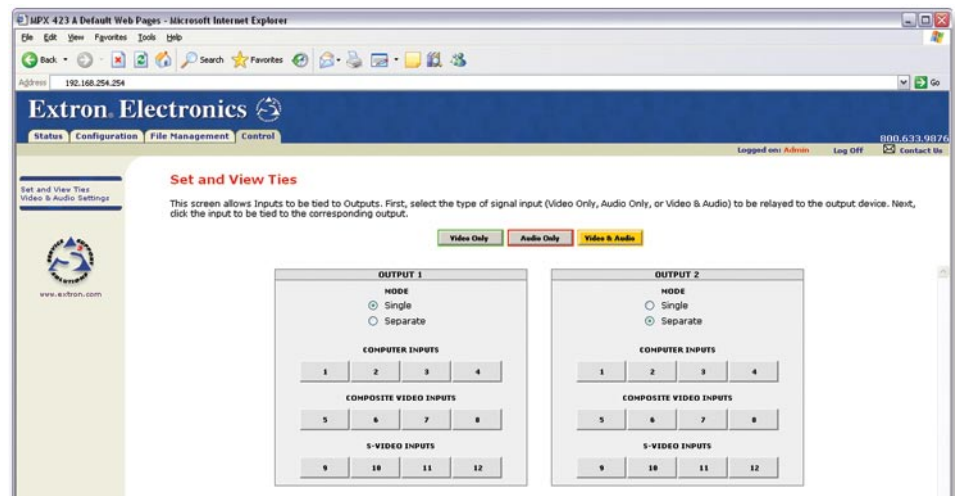 MPX 423 A Default Web Pages - Microsoft Internet Explorer
File Edit View Favorites Tools Help
Back Search Favorites
Address 192.168.254.254 Go
Extron Electronics
Status Configuration File Management Control
800.633.9876
Logged on: Admin Log Off Contact Us
Set and View Ties
Video & Audio Settings
SERVICE & SUPPORT SOLUTIONS
www.extron.com
Set and View Ties
This screen allows Inputs to be tied to Outputs. First, select the type of signal input (Video Only, Audio Only, or Video & Audio) to be relayed to the output device. Next,
click the input to be tied to the corresponding output.
Video Only Audio Only Video & Audio
OUTPUT 1
MODE
Single
Separate
COMPUTER INPUTS
1 2 3 4
COMPOSITE VIDEO INPUTS
5 6 7 8
S-VIDEO INPUTS
9 10 11 12
OUTPUT 2
MODE
Single
Separate
COMPUTER INPUTS
1 2 3 4
COMPOSITE VIDEO INPUTS
5 6 7 8
S-VIDEO INPUTS
9 10 11 12